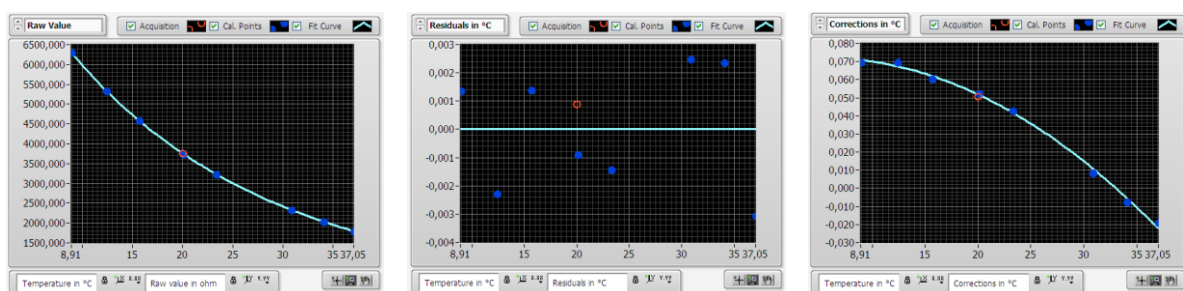 Raw Value
Acquisition
Cal. Points
Fit Curve
6500,000
6000,000
5500,000
5000,000
4500,000
4000,000
3500,000
3000,000
2500,000
2000,000
1500,000
8,91
15
20
25
30
35 37,05
Temperature in °C
Raw value in ohm
Residuals in °C
Acquisition
Cal. Points
Fit Curve
0,003
0,002
0,001
0,000
-0,001
-0,002
-0,003
-0,004
8,91
15
20
25
30
35 37,05
Temperature in °C
Residuals in °C
Corrections in °C
Acquisition
Cal. Points
Fit Curve
0,080
0,070
0,060
0,050
0,040
0,030
0,020
0,010
0,000
-0,010
-0,020
-0,030
8,91
15
20
25
30
35 37,05
Temperature in °C
Corrections in °C